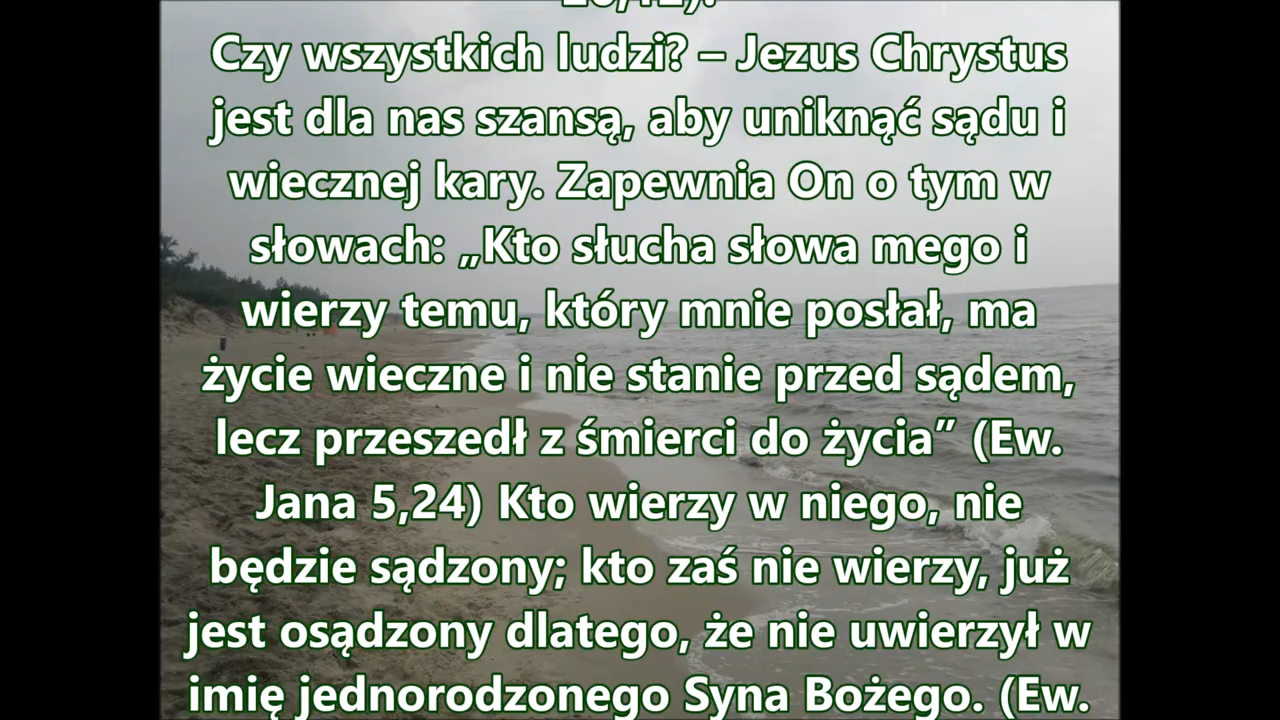 Czy wszystkich ludzi? – Jezus Chrystus
jest dla nas szansą, aby uniknąć sądu i
wiecznej kary. Zapewnia On o tym w
słowach: „Kto słucha słowa mego i
wierzy temu, który mnie posłał, ma
życie wieczne i nie stanie przed sądem,
lecz przeszedł z śmierci do życia” (Ew.
Jana 5,24) Kto wierzy w niego, nie
będzie sądzony; kto zaś nie wierzy, już
jest osądzony dlatego, że nie uwierzył w
imię jednorodzonego Syna Bożego. (Ew.